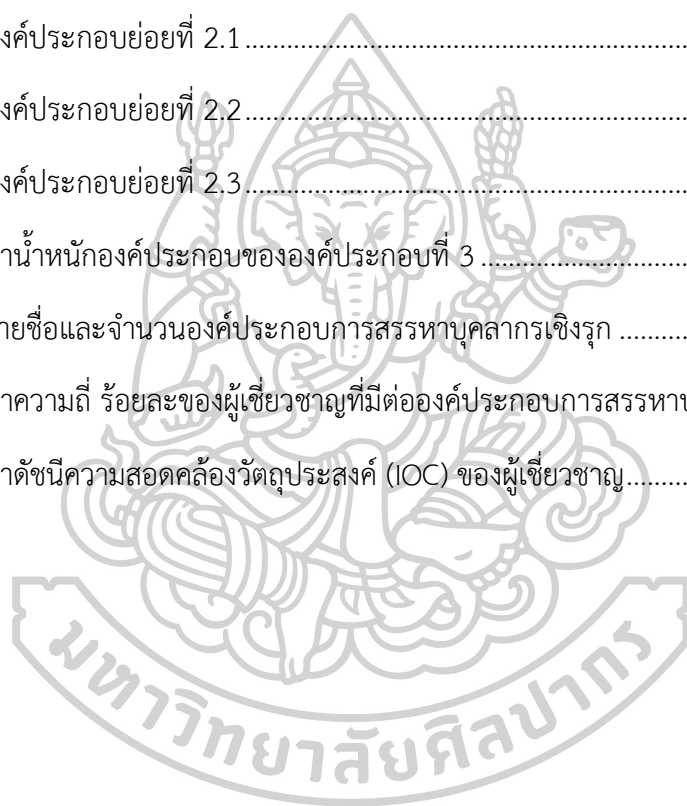 งค์ประกอบย่อยที่ 2.1................................................................
งค์ประกอบย่อยที่ 2.2................................................................
งค์ประกอบย่อยที่ 2.3................................................................
าน้ำหนักองค์ประกอบขององค์ประกอบที่ 3 ..............................
ายชื่อและจำนวนองค์ประกอบการสรรหาบุคลากรเชิงรุก ..........
าความถี่ ร้อยละของผู้เชี่ยวชาญที่มีต่อองค์ประกอบการสรรหาบ
าดัชนีความสอดคล้องวัตถุประสงค์ (IOC) ของผู้เชี่ยวชาญ.........
มหาวิทยาลัยศิลปากร